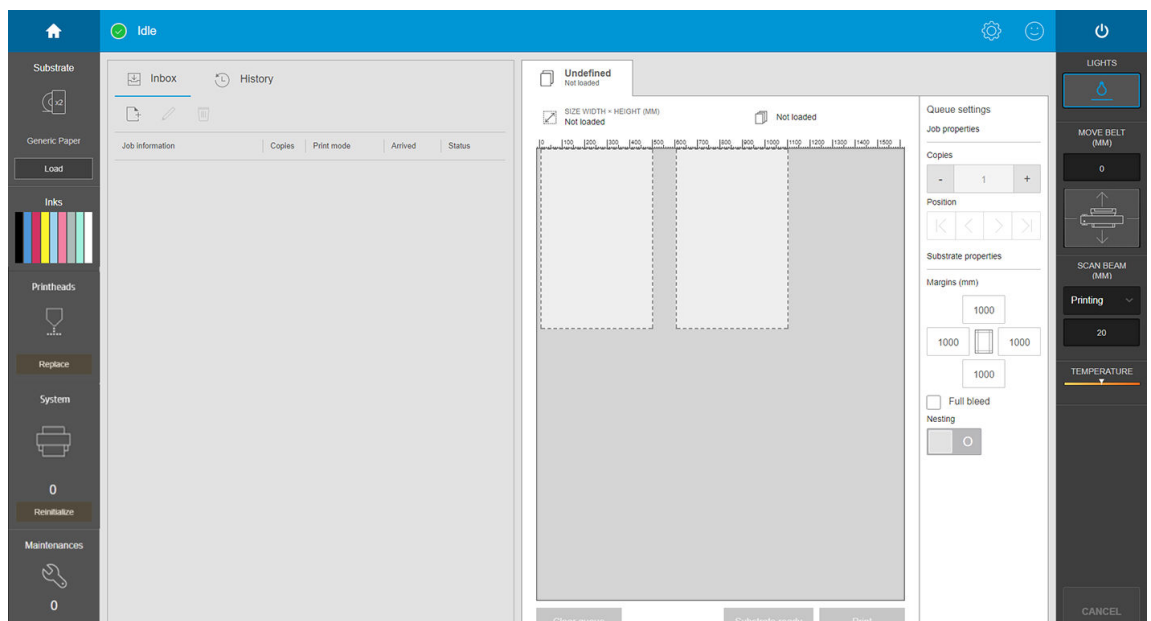 Idle
Substrate
x2
Generic Paper
Load
Inks
Printheads
Replace
System
0
Reinitialize
Maintenances
0
Inbox
History
Job information
Copies
Print mode
Arrived
Status
Undefined
Not loaded
SIZE WIDTH × HEIGHT (MM)
Not loaded
Not loaded
0 100 200 300 400 500 600 700 800 900 1000 1100 1200 1300 1400 1500
Queue settings
Job properties
Copies
- 1 +
Position
Substrate properties
Margins (mm)
1000
1000 1000
1000
Full bleed
Nesting
O
LIGHTS
MOVE BELT
(MM)
0
SCAN BEAM
(MM)
Printing
20
TEMPERATURE
CANCEL